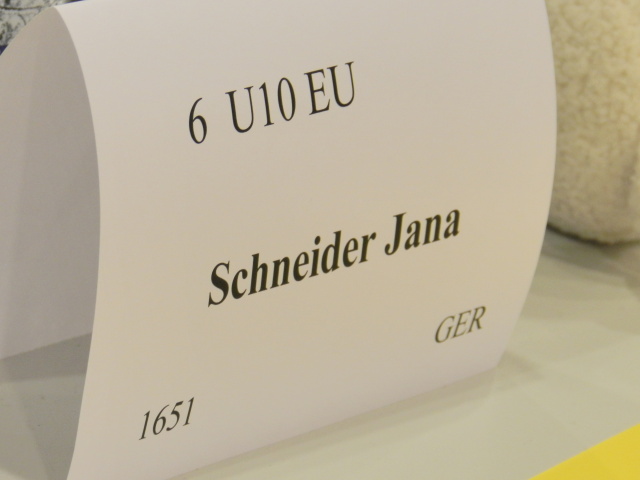 6 U10 EU
Schneider Jana
GER
1651